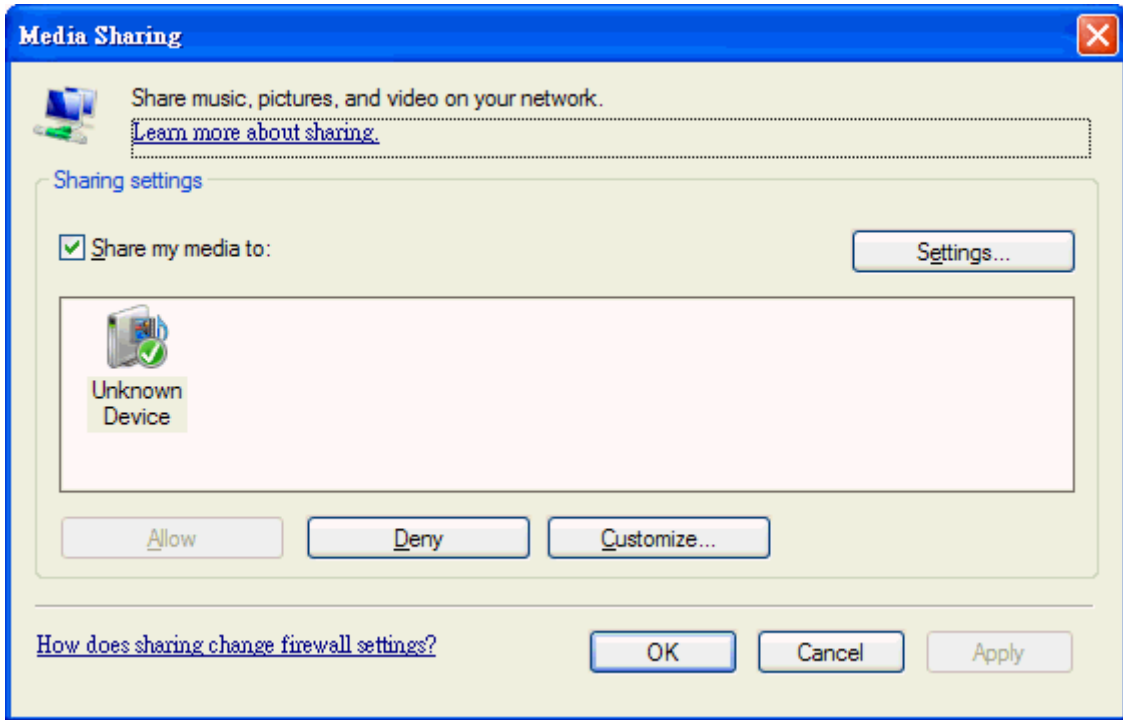 Media Sharing
Share music, pictures, and video on your network.
Learn more about sharing.
Sharing settings
Share my media to:
Settings...
Unknown
Device
Allow
Deny
Customize...
How does sharing change firewall settings?
OK
Cancel
Apply